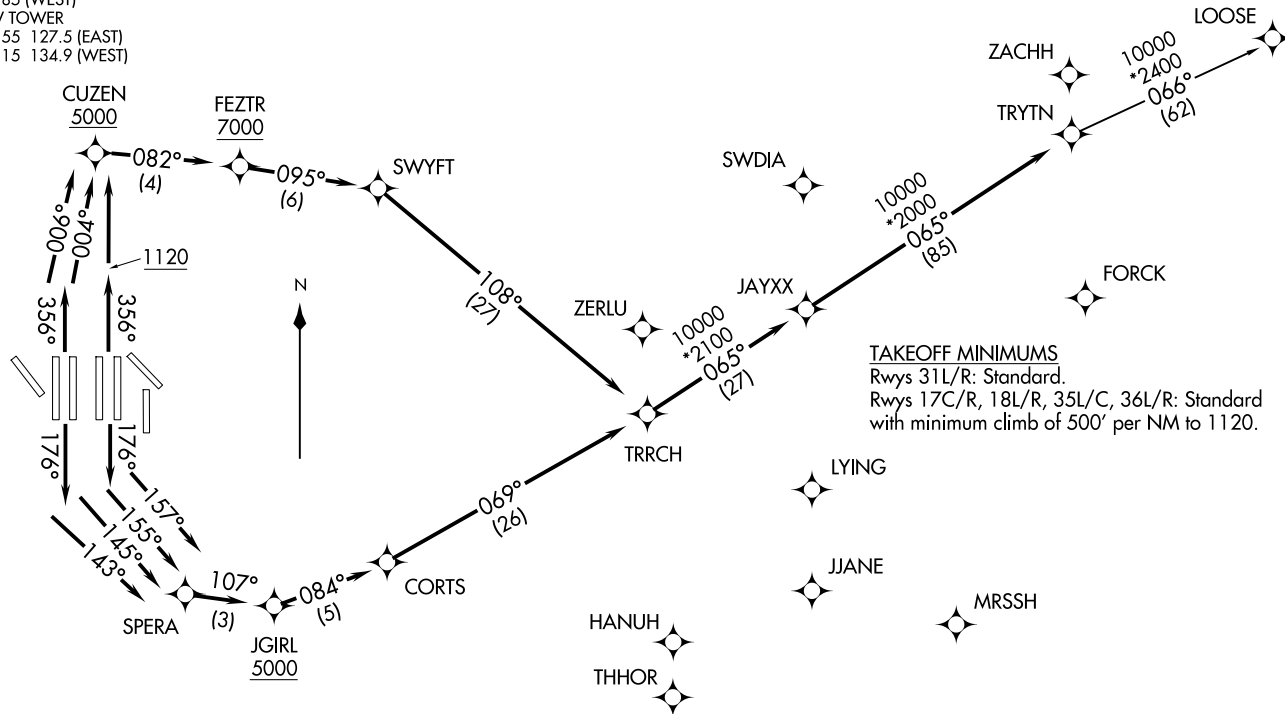 85 (WEST)
TOWER
55 127.5 (EAST)
15 134.9 (WEST)
LOOSE
ZACHH
10000
*2400
066°
(62)
TRYTN
CUZEN
5000
FEZTR
7000
082°
(4)
095°
(6)
SWYFT
SWDIA
10000
*2000
065°
(85)
006°
004°
1120
N
108°
(27)
JAYXX
FORCK
ZERLU
10000
*2100
065°
(27)
356°
356°
TAKEOFF MINIMUMS
Rwys 31L/R: Standard.
Rwys 17C/R, 18L/R, 35L/C, 36L/R: Standard
with minimum climb of 500' per NM to 1120.
TRRCH
176°
176°
LYING
069°
(26)
157°
155°
145°
143°
107°
(3)
084°
(5)
CORTS
SPERA
JGIRL
5000
JJANE
MRSSH
HANUH
THHOR